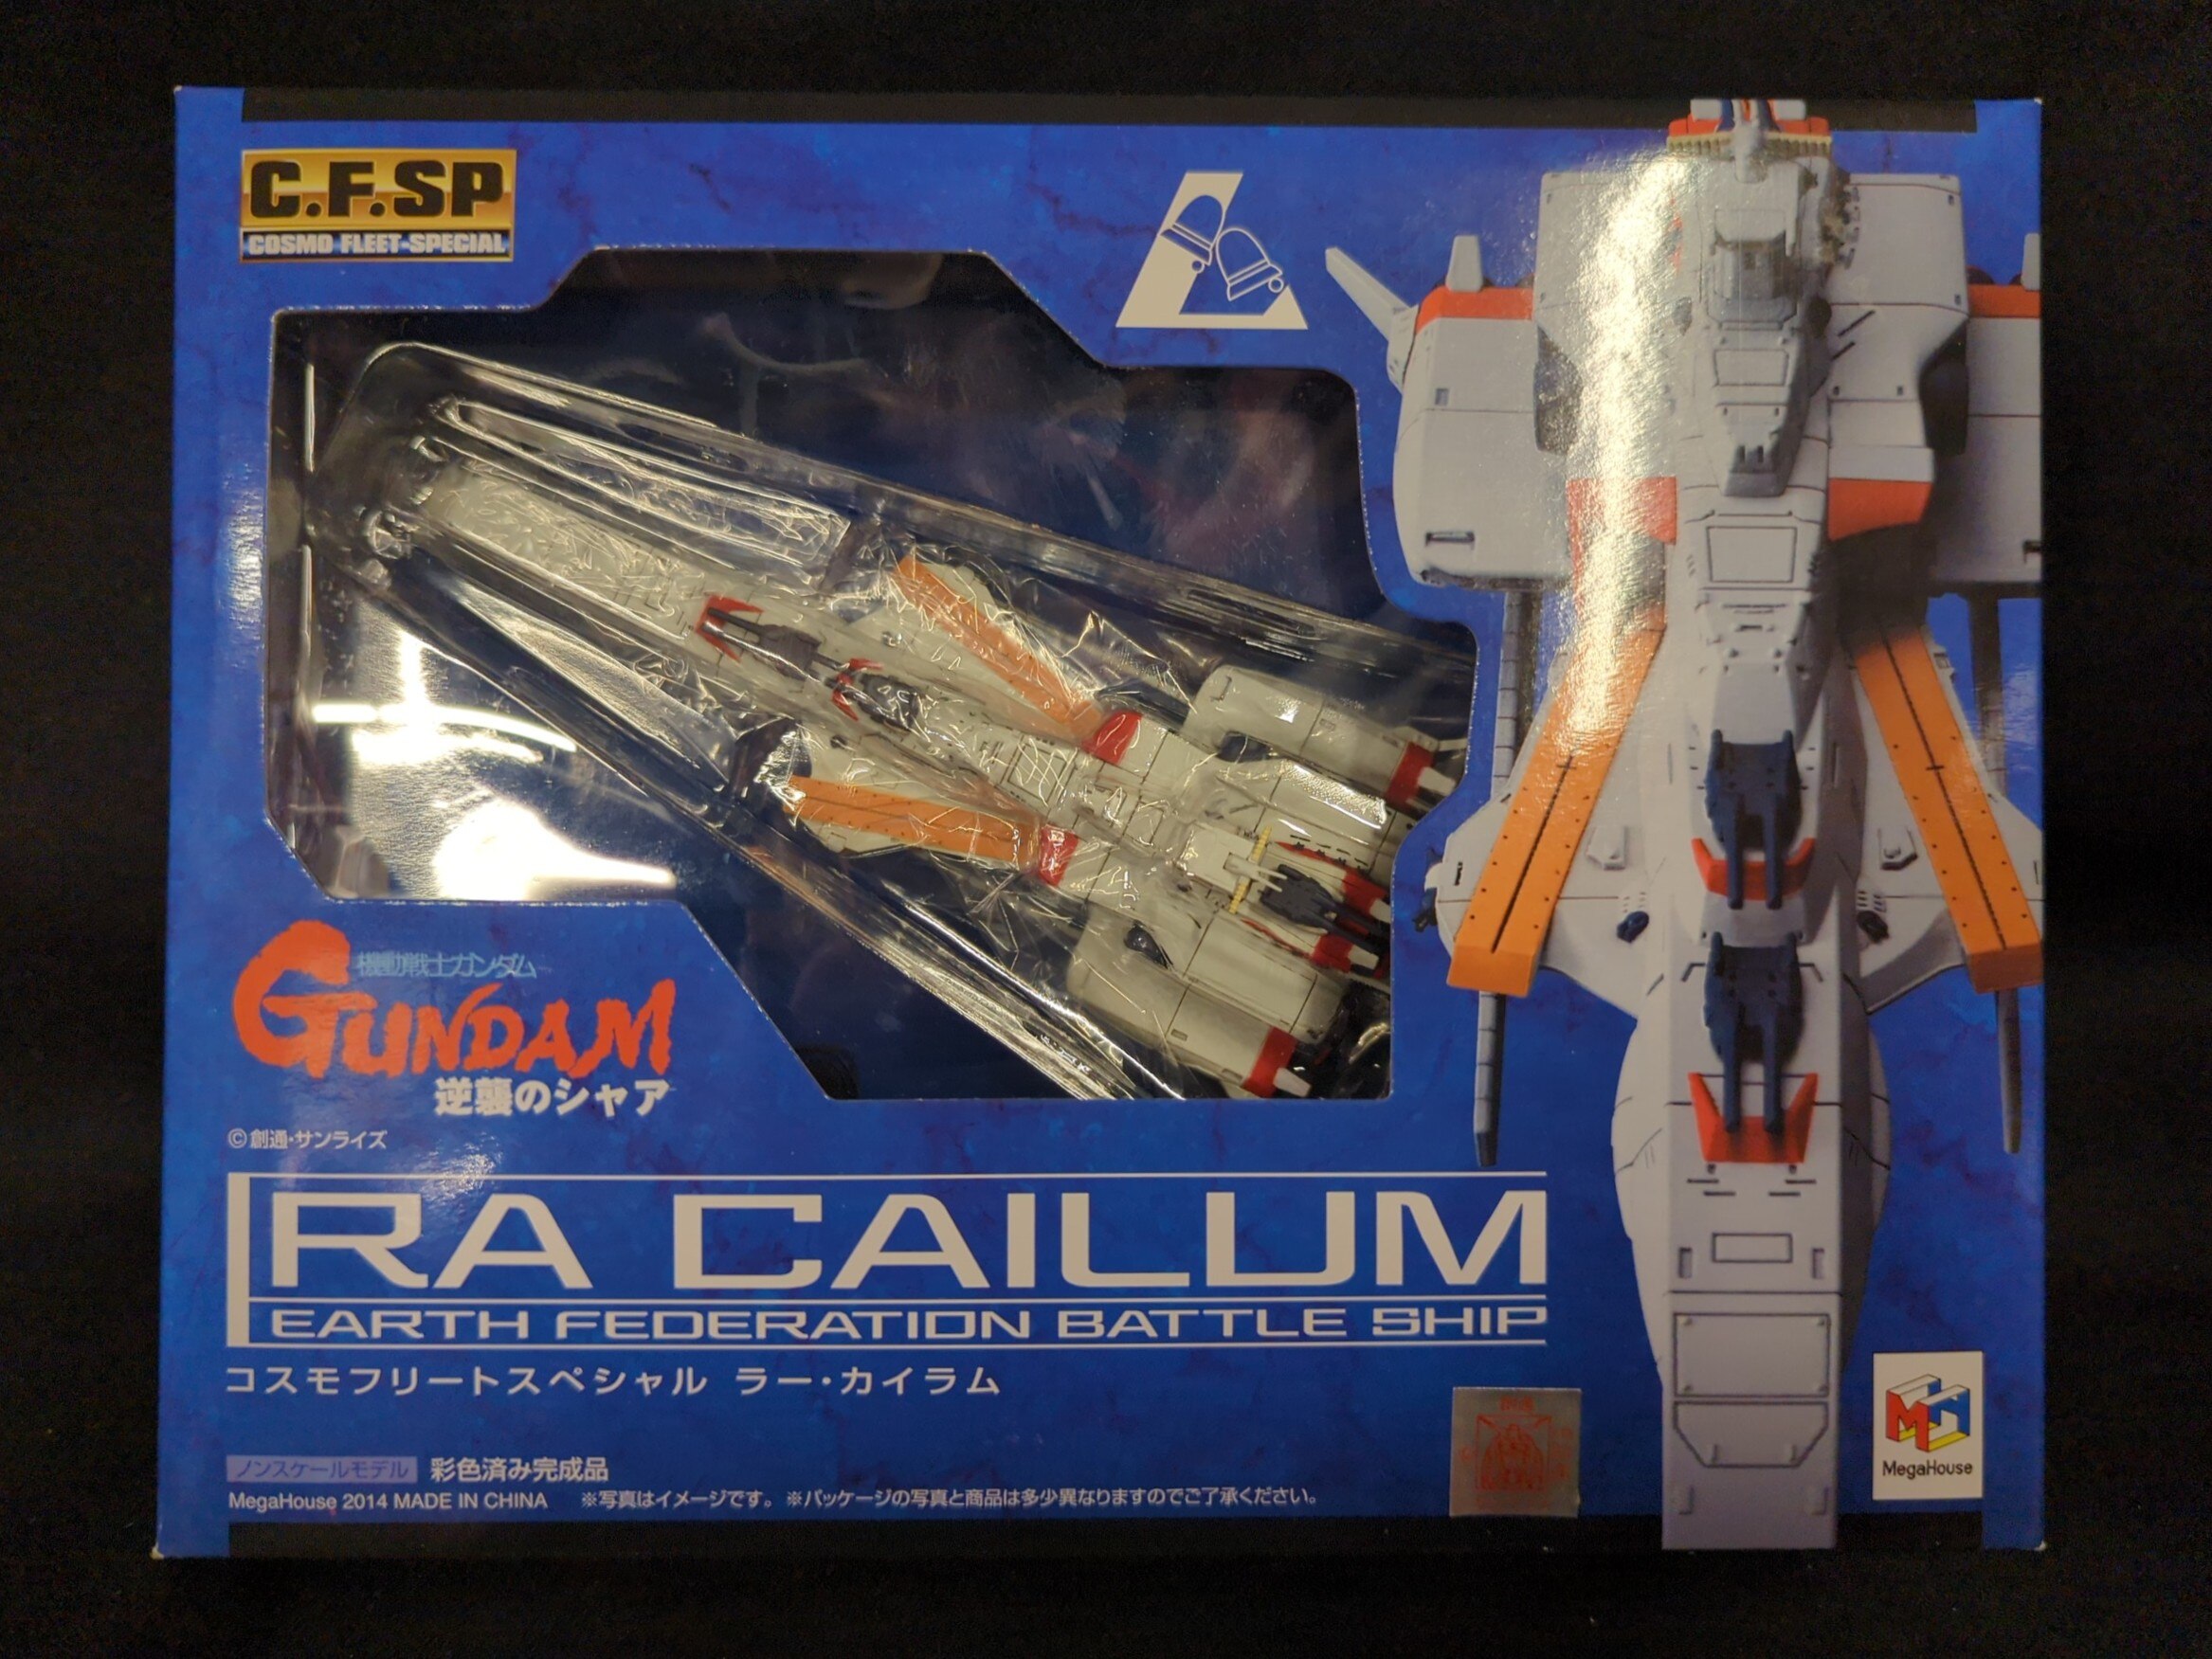 C.F.SP
COSMO FLEET SPECIAL
機動戦士ガンダム
GUNDAM
逆襲のシャア
©創通・サンライズ
RA CAILUM
EARTH FEDERATION BATTLE SHIP
コスモフリートスペシャル ラー・カイラム
ノンスケールモデル 彩色済み完成品
MegaHouse 2014 MADE IN CHINA ※写真はイメージです。 ※パッケージの写真と商品は多少異なりますのでご了承ください。
MH
MegaHouse